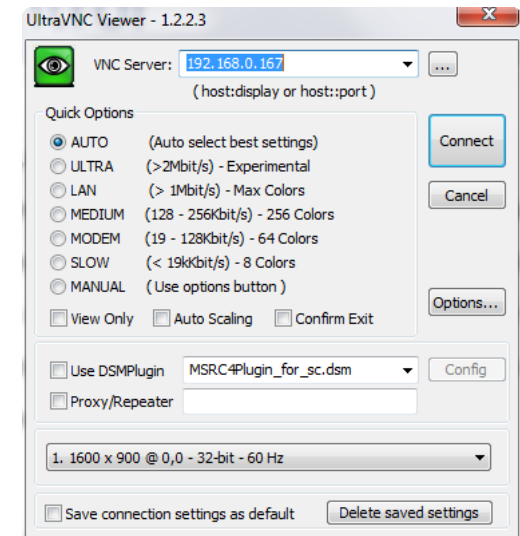 UltraVNC Viewer - 1.2.2.3
VNC Server: 192.168.0.167 ...
( host:display or host::port )
Quick Options
AUTO (Auto select best settings)
Connect
ULTRA (>2Mbit/s) - Experimental
LAN (> 1Mbit/s) - Max Colors
Cancel
MEDIUM (128 - 256Kbit/s) - 256 Colors
MODEM (19 - 128Kbit/s) - 64 Colors
SLOW (< 19kKbit/s) - 8 Colors
MANUAL ( Use options button )
Options...
View Only Auto Scaling Confirm Exit
Use DSMPlugin MSRC4Plugin_for_sc.dsm Config
Proxy/Repeater
1. 1600 x 900 @ 0,0 - 32-bit - 60 Hz
Save connection settings as default Delete saved settings